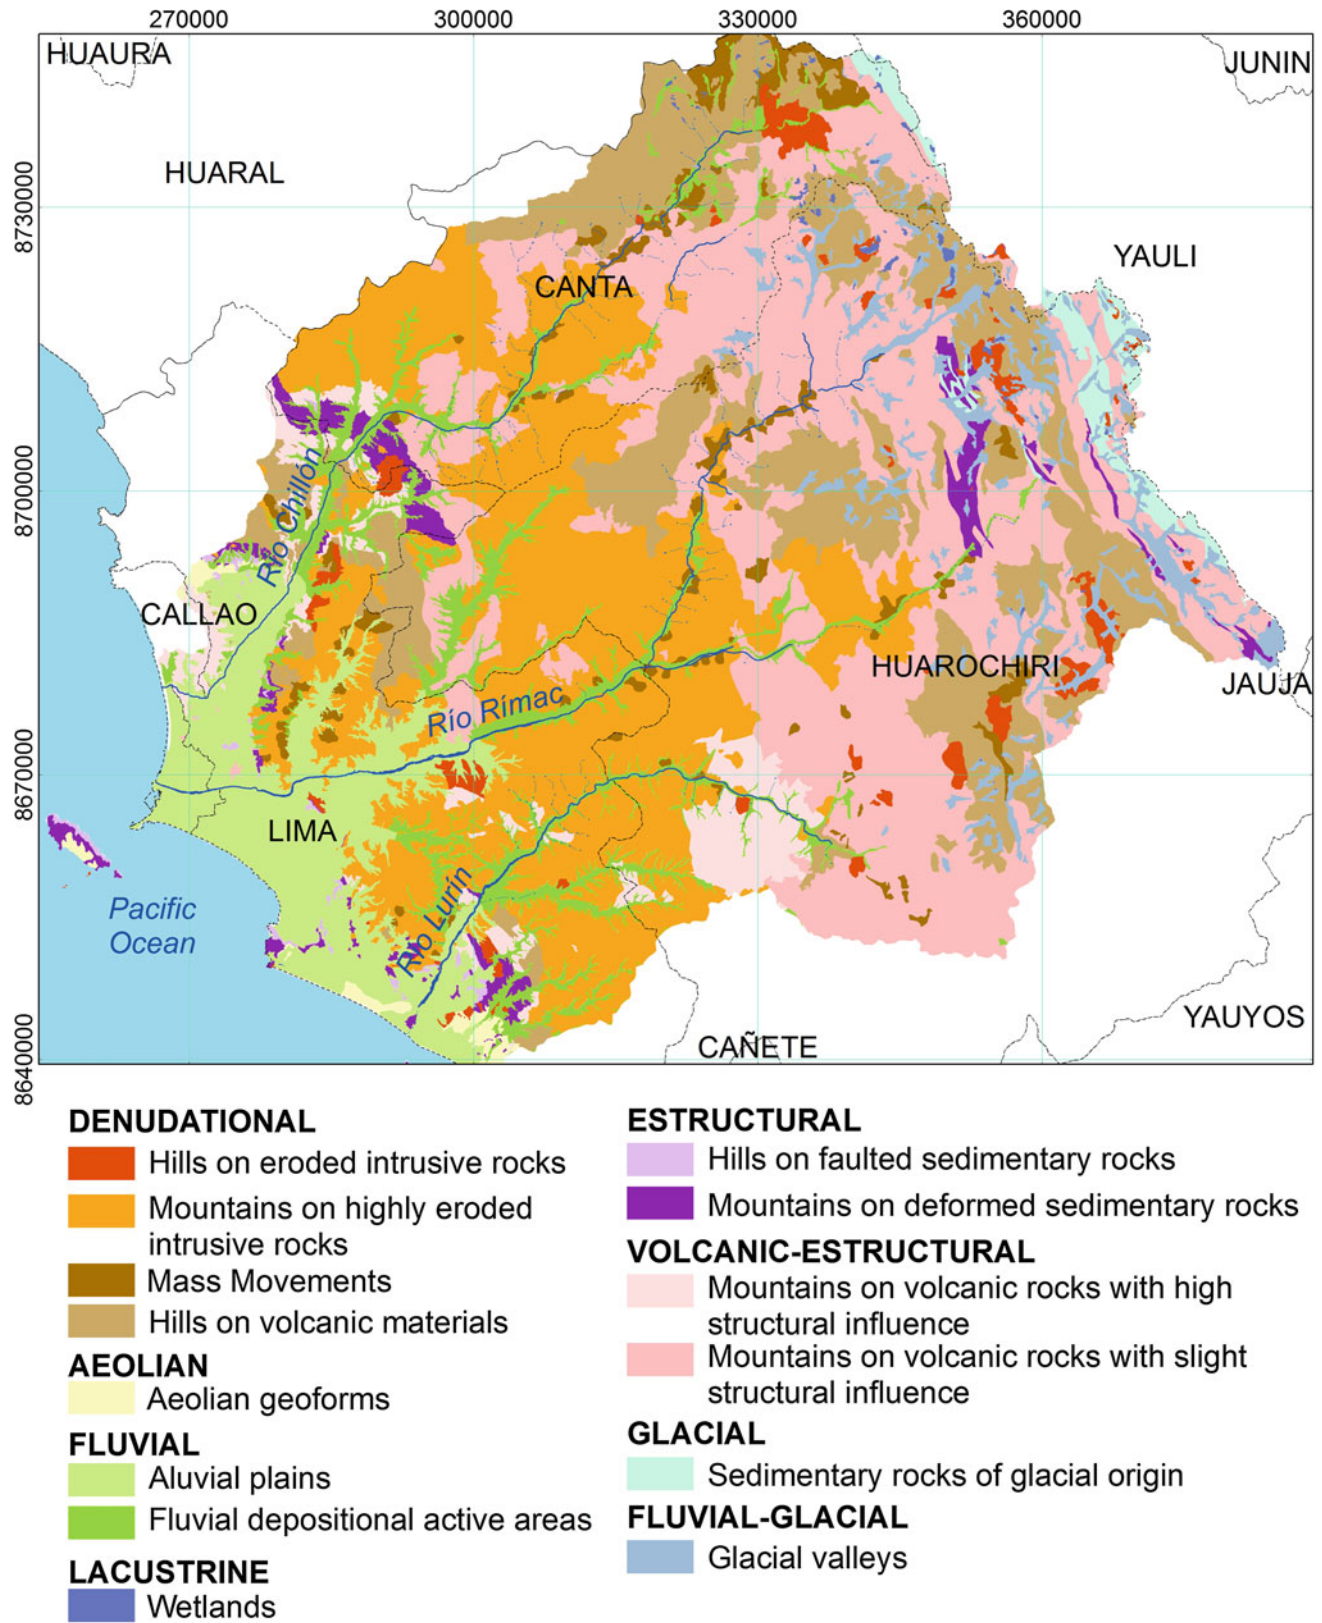 270000 300000 330000 360000
HUAURA
JUNIN
HUARAL
8730000
YAULI
CANTA
8700000
Río Chillón
CALLAO
HUAROCHIRI
JAUJA
Río Rímac
8670000
LIMA
Río Lurín
Pacific
Ocean
YAUYOS
CAÑETE
8640000
DENUDATIONAL
Hills on eroded intrusive rocks
Mountains on highly eroded
intrusive rocks
Mass Movements
Hills on volcanic materials
AEOLIAN
Aeolian geoforms
FLUVIAL
Aluvial plains
Fluvial depositional active areas
LACUSTRINE
Wetlands
ESTRUCTURAL
Hills on faulted sedimentary rocks
Mountains on deformed sedimentary rocks
VOLCANIC-ESTRUCTURAL
Mountains on volcanic rocks with high
structural influence
Mountains on volcanic rocks with slight
structural influence
GLACIAL
Sedimentary rocks of glacial origin
FLUVIAL-GLACIAL
Glacial valleys